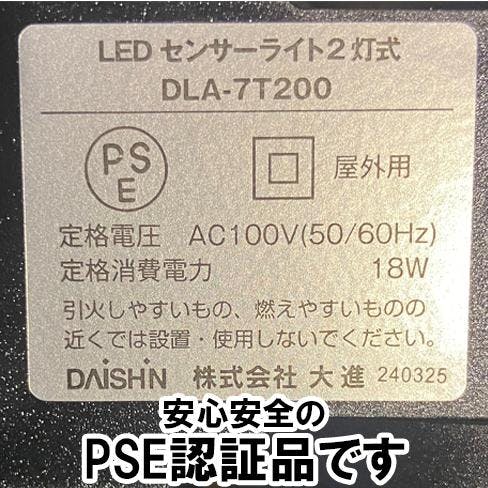 LED センサーライト2灯式
DLA-7T200
PS
E
屋外用
定格電圧 AC100V(50/60Hz)
定格消費電力 18W
引火しやすいもの、燃えやすいものの
近くでは設置・使用しないでください。
DAISHIN 株式会社 大進 240325
安心安全の
PSE認証品です